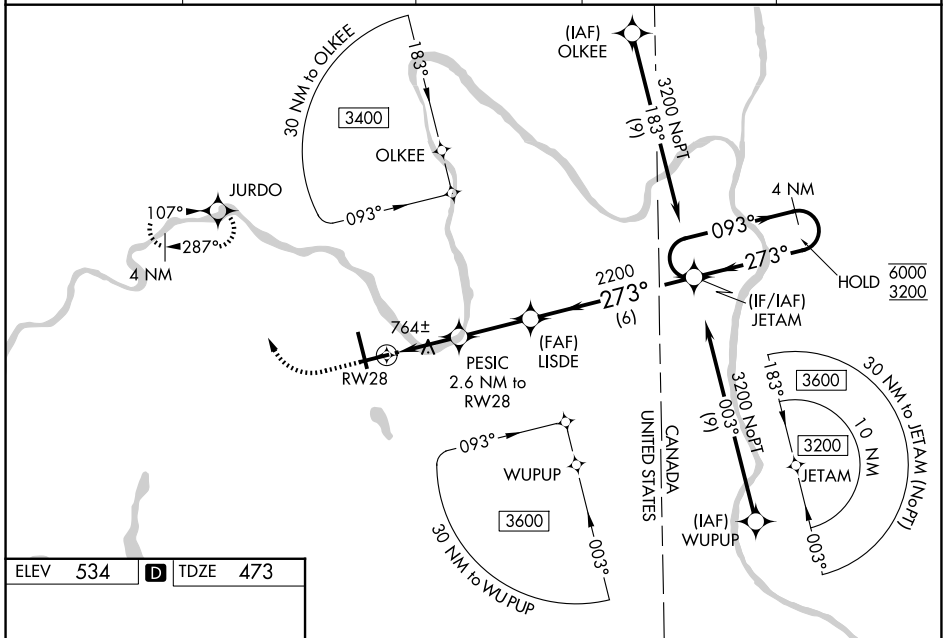 (IAF)
OLKEE
3200 NoPT
183°
(9)
30 NM to OLKEE
183°
3400
OLKEE
093°
JURDO
107°
287°
4 NM
4 NM
093°
273°
HOLD
6000
3200
(IF/IAF)
JETAM
2200
273°
(6)
(FAF)
LISDE
764±
PESIC
2.6 NM to
RW28
RW28
3200 NoPT
003°
(9)
(IAF)
WUPUP
CANADA
UNITED STATES
093°
WUPUP
3600
003°
30 NM to WUPUP
183°
3600
30 NM to JETAM (NoPT)
10 NM
3200
JETAM
003°
ELEV 534 D TDZE 473